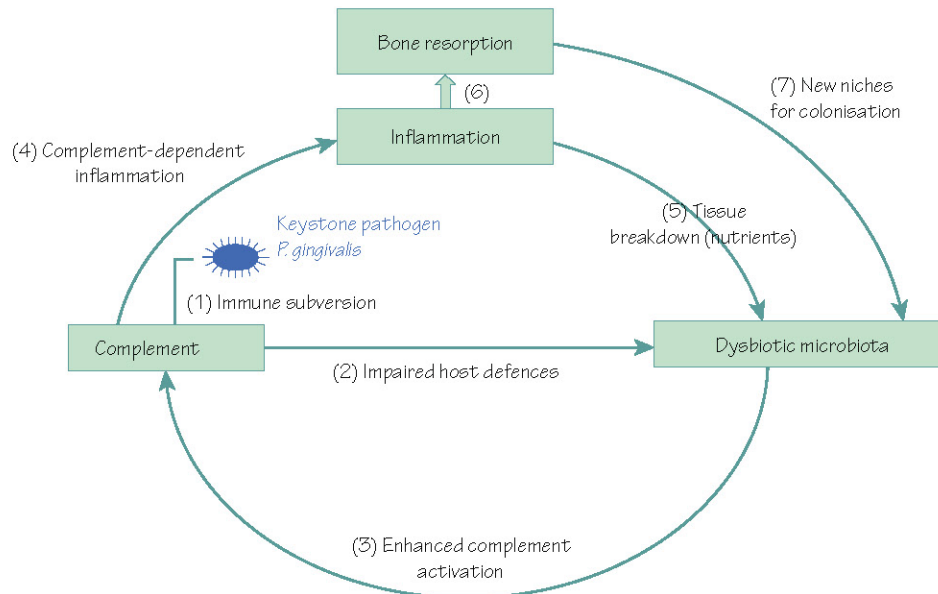 Bone resorption
(6)
(7) New niches
for colonisation
Inflammation
(4) Complement-dependent
inflammation
(5) Tissue
breakdown (nutrients)
Keystone pathogen
P. gingivalis
(1) Immune subversion
Complement
Dysbiotic microbiota
(2) Impaired host defences
(3) Enhanced complement
activation